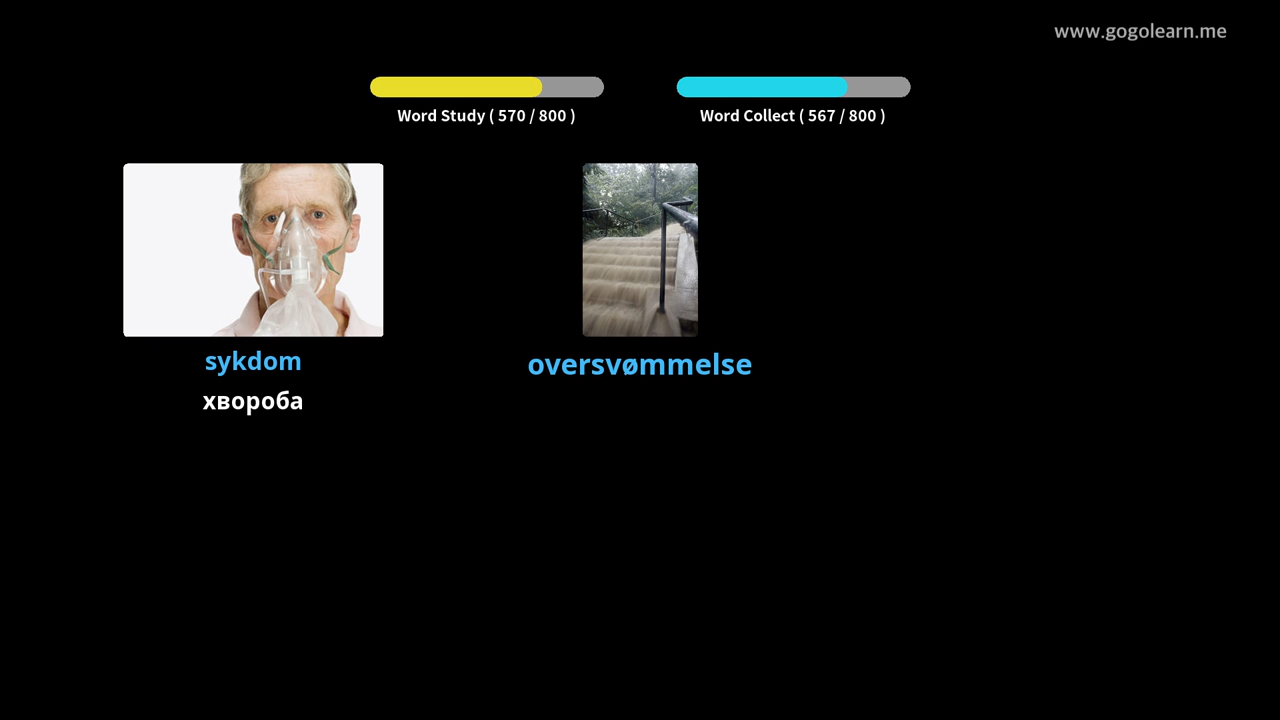 www.gogolearn.me
Word Study ( 570 / 800 )
Word Collect ( 567 / 800 )
sykdom
хвороба
oversvømmelse